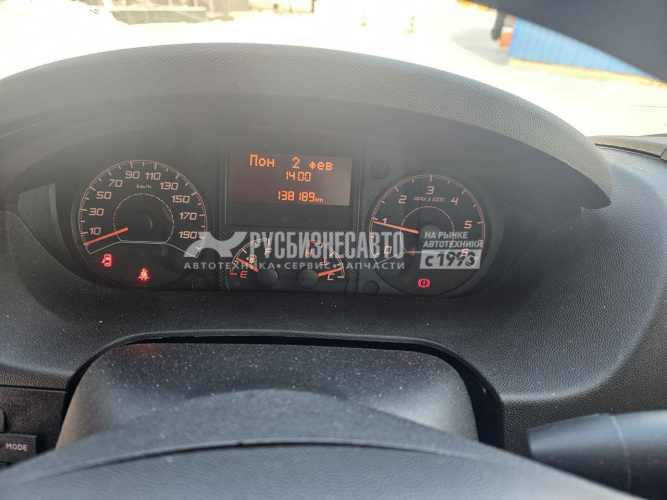 Пон 2 фев
14:00
138189km
10 30 50 70 90 110 130 150 170 190
km/h
1 2 3 4 5 6
RPM X 1000
РУСБИЗНЕСАВТО
АВТОТЕХНИКА•СЕРВИС•ЗАПЧАСТИ
НА РЫНКЕ
АВТОТЕХНИКИ
с 1993
E F
C
MODE